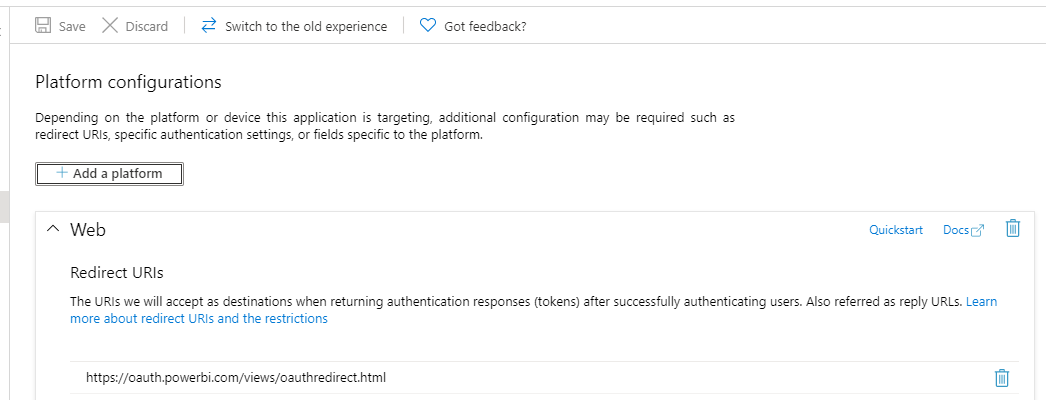 Save Discard Switch to the old experience Got feedback?
Platform configurations
Depending on the platform or device this application is targeting, additional configuration may be required such as
redirect URIs, specific authentication settings, or fields specific to the platform.
+ Add a platform
Web Quickstart Docs
Redirect URIs
The URIs we will accept as destinations when returning authentication responses (tokens) after successfully authenticating users. Also referred as reply URLs. Learn
more about redirect URIs and the restrictions
https://oauth.powerbi.com/views/oauthredirect.html